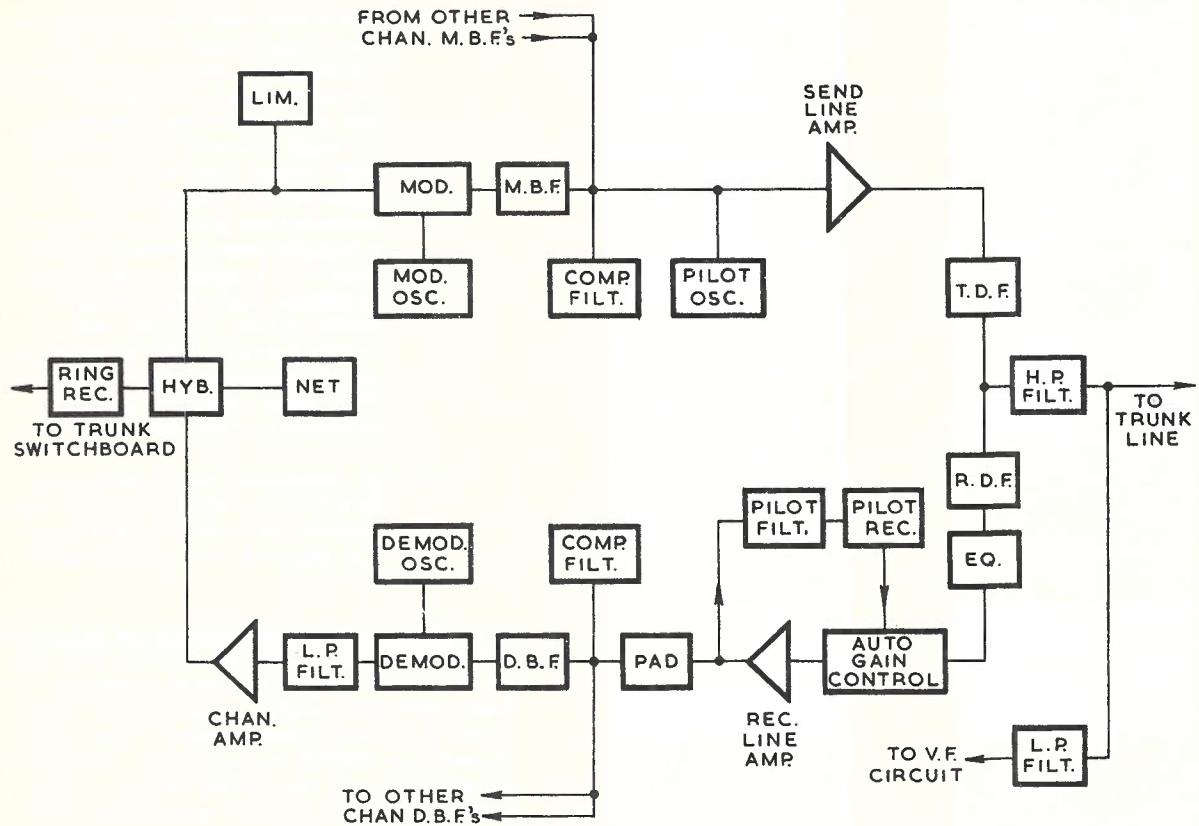 FROM OTHER
CHAN. M.B.F.'s
LIM.
SEND
LINE
AMP.
MOD.
M.B.F.
MOD.
OSC.
COMP.
FILT.
PILOT
OSC.
T.D.F.
RING
REC.
HYB.
NET
H.P.
FILT.
TO TRUNK
SWITCHBOARD
TO
TRUNK
LINE
R.D.F.
PILOT
FILT.
PILOT
REC.
DEMOD.
OSC.
COMP.
FILT.
EQ.
L.P.
FILT.
DEMOD.
D.B.F.
PAD
AUTO
GAIN
CONTROL
CHAN.
AMP.
REC.
LINE
AMP.
TO V.F.
CIRCUIT
L.P.
FILT.
TO OTHER
CHAN D.B.F.'s